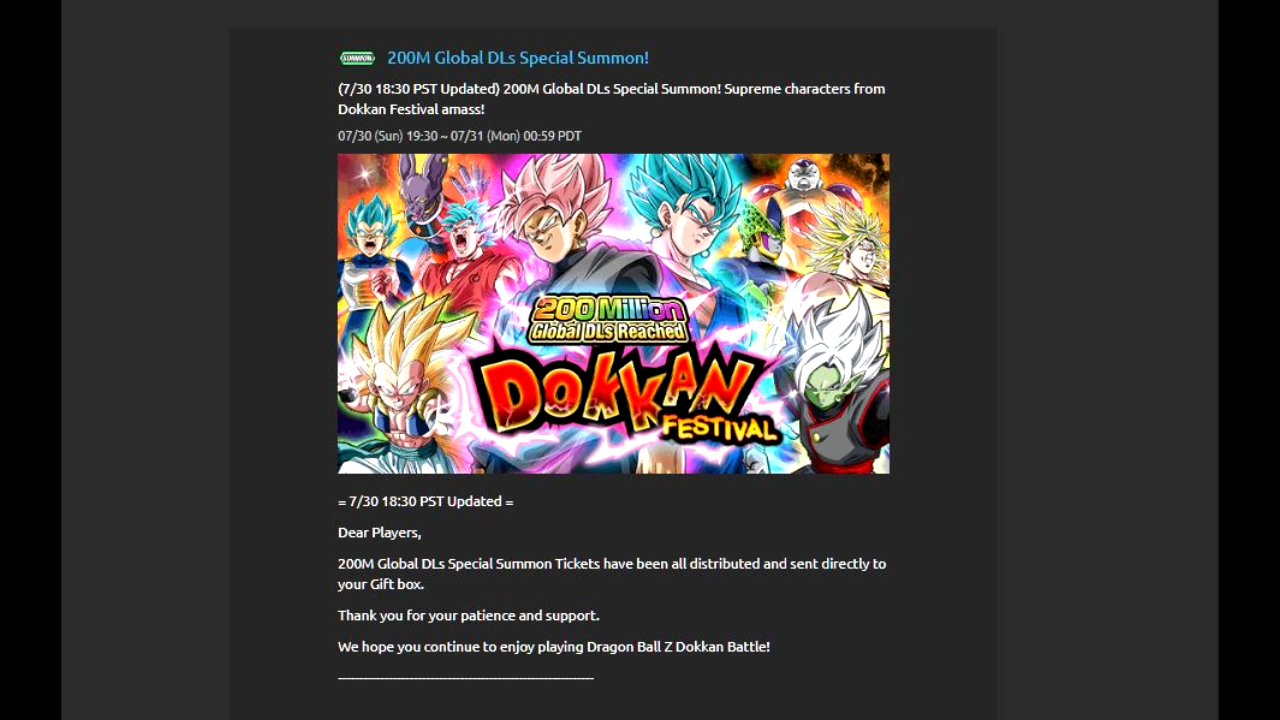 SUMMON
200M Global DLs Special Summon!
(7/30 18:30 PST Updated) 200M Global DLs Special Summon! Supreme characters from
Dokkan Festival amass!
07/30 (Sun) 19:30 ~ 07/31 (Mon) 00:59 PDT
200 Million
Global DLs Reached
DOKKAN
FESTIVAL
= 7/30 18:30 PST Updated =
Dear Players,
200M Global DLs Special Summon Tickets have been all distributed and sent directly to
your Gift box.
Thank you for your patience and support.
We hope you continue to enjoy playing Dragon Ball Z Dokkan Battle!